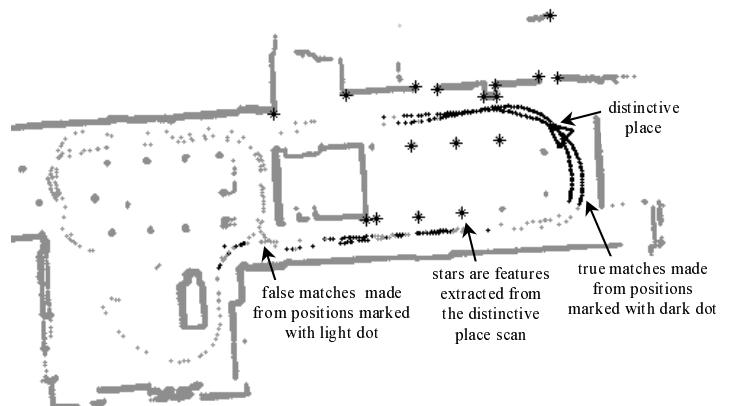 distinctive
place
false matches made
from positions marked
with light dot
stars are features
extracted from
the distinctive
place scan
true matches made
from positions
marked with dark dot